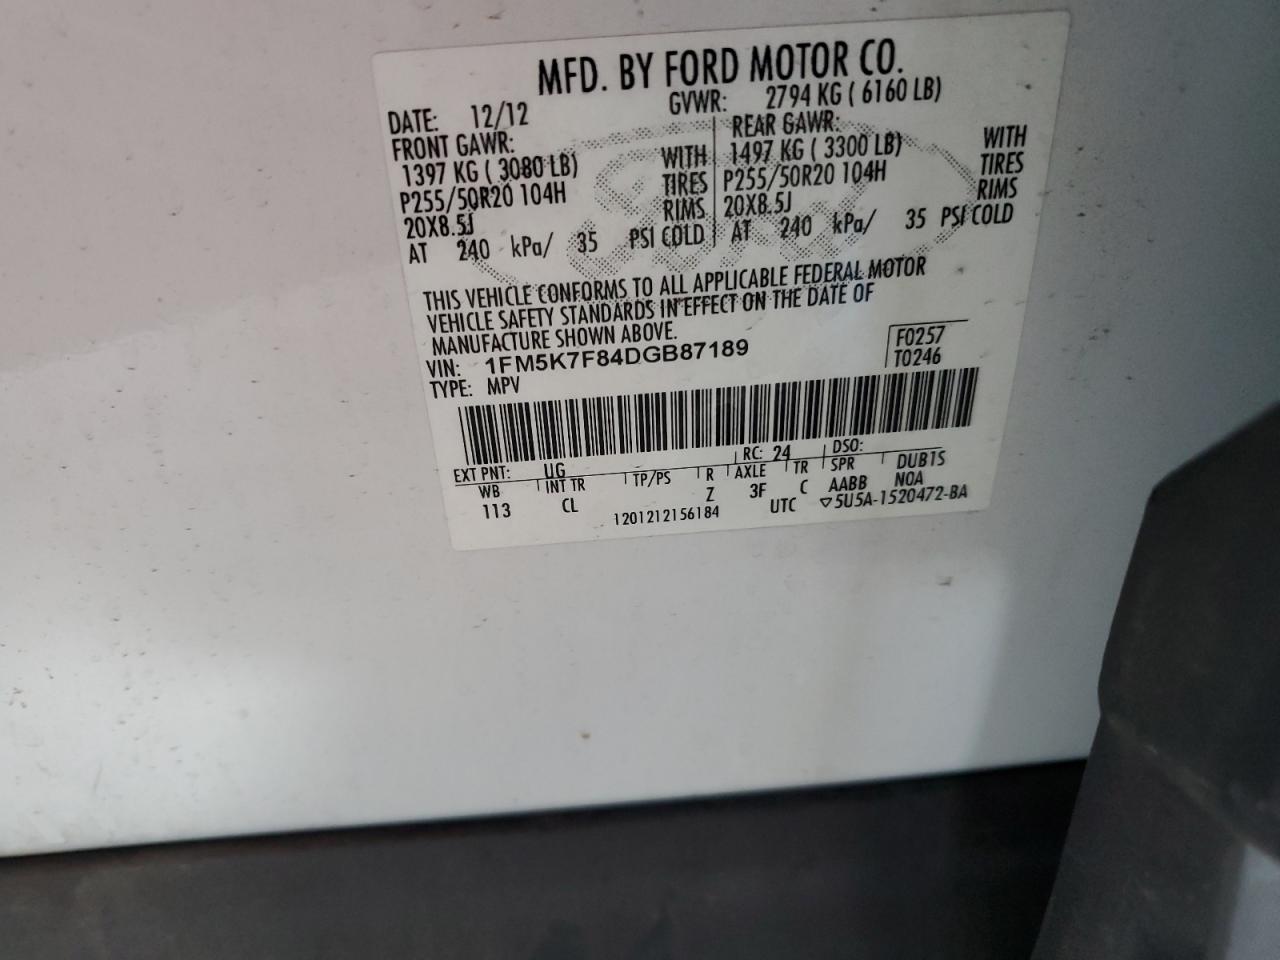 MFD. BY FORD MOTOR CO.
DATE: 12/12 GVWR: 2794 KG ( 6160 LB)
FRONT GAWR: REAR GAWR:
1397 KG ( 3080 LB) WITH 1497 KG ( 3300 LB) WITH
P255/50R20 104H TIRES P255/50R20 104H TIRES
20X8.5J RIMS 20X8.5J RIMS
AT 240 kPa/ 35 PSI COLD AT 240 kPa/ 35 PSI COLD
THIS VEHICLE CONFORMS TO ALL APPLICABLE FEDERAL MOTOR
VEHICLE SAFETY STANDARDS IN EFFECT ON THE DATE OF
MANUFACTURE SHOWN ABOVE.
VIN: 1FM5K7F84DGB87189 F0257
TYPE: MPV T0246
EXT PNT: UG RC: 24 DSO:
WB INT TR TP/PS R AXLE TR SPR DUB1S
113 CL Z 3F C AABB NOA
1201212156184 UTC ▽5U5A-1520472-BA